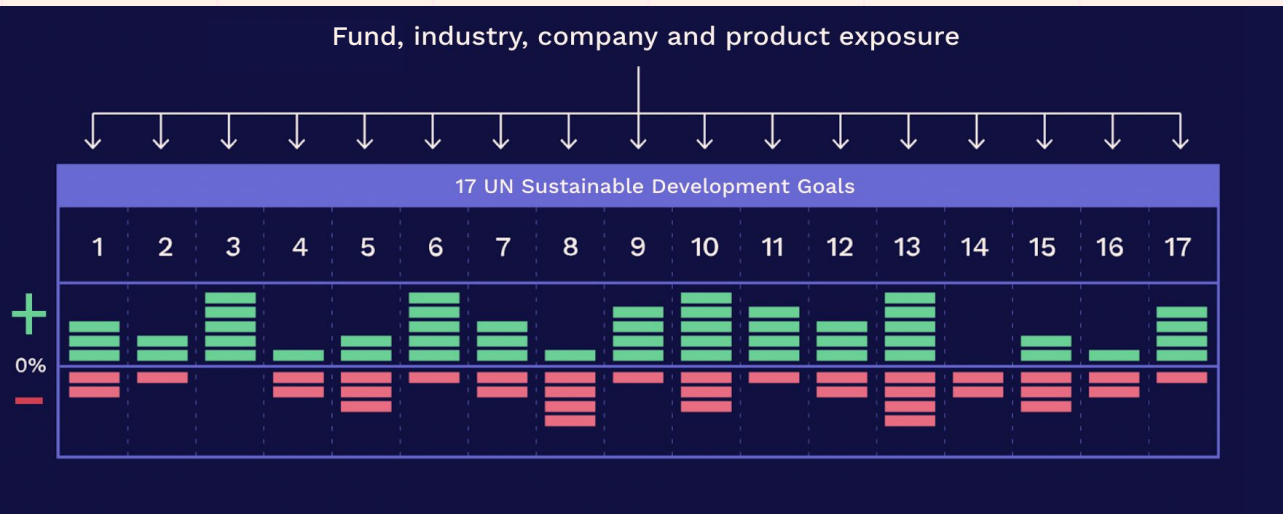 Fund, industry, company and product exposure
17 UN Sustainable Development Goals
1 2 3 4 5 6 7 8 9 10 11 12 13 14 15 16 17
+
0%
−